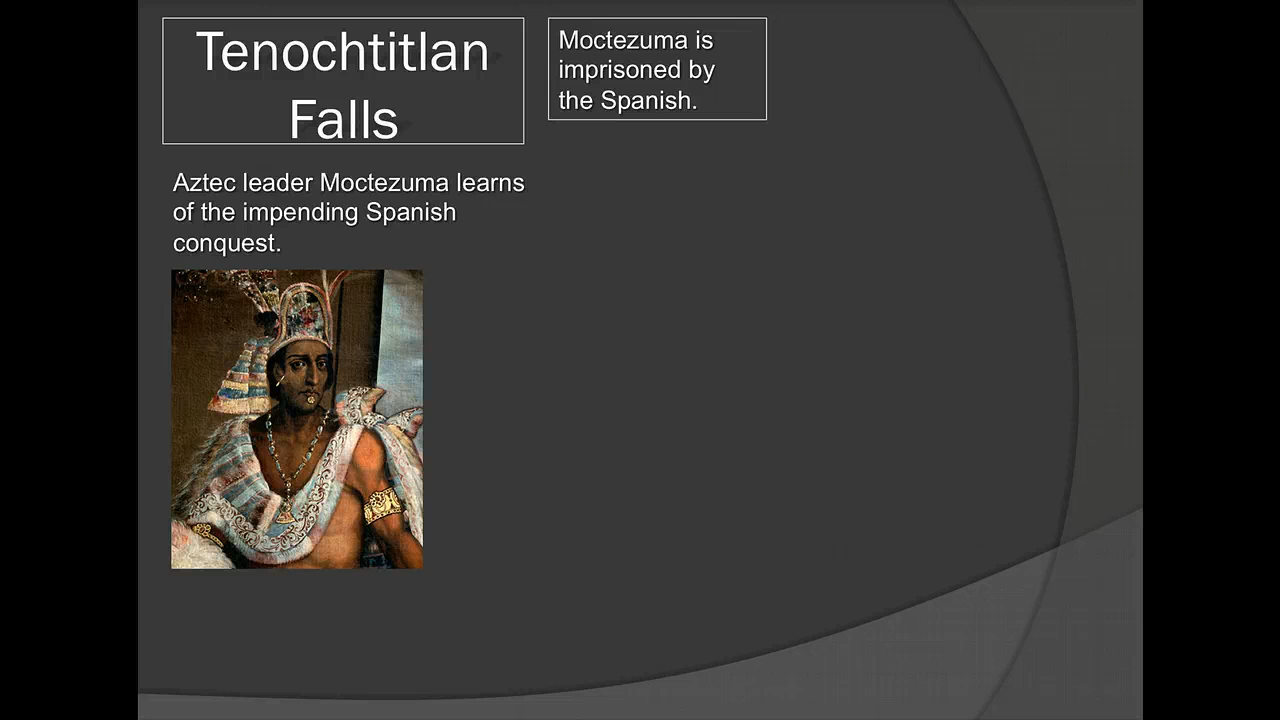 Tenochtitlan
Falls
Aztec leader Moctezuma learns
of the impending Spanish
conquest.
Moctezuma is
imprisoned by
the Spanish.